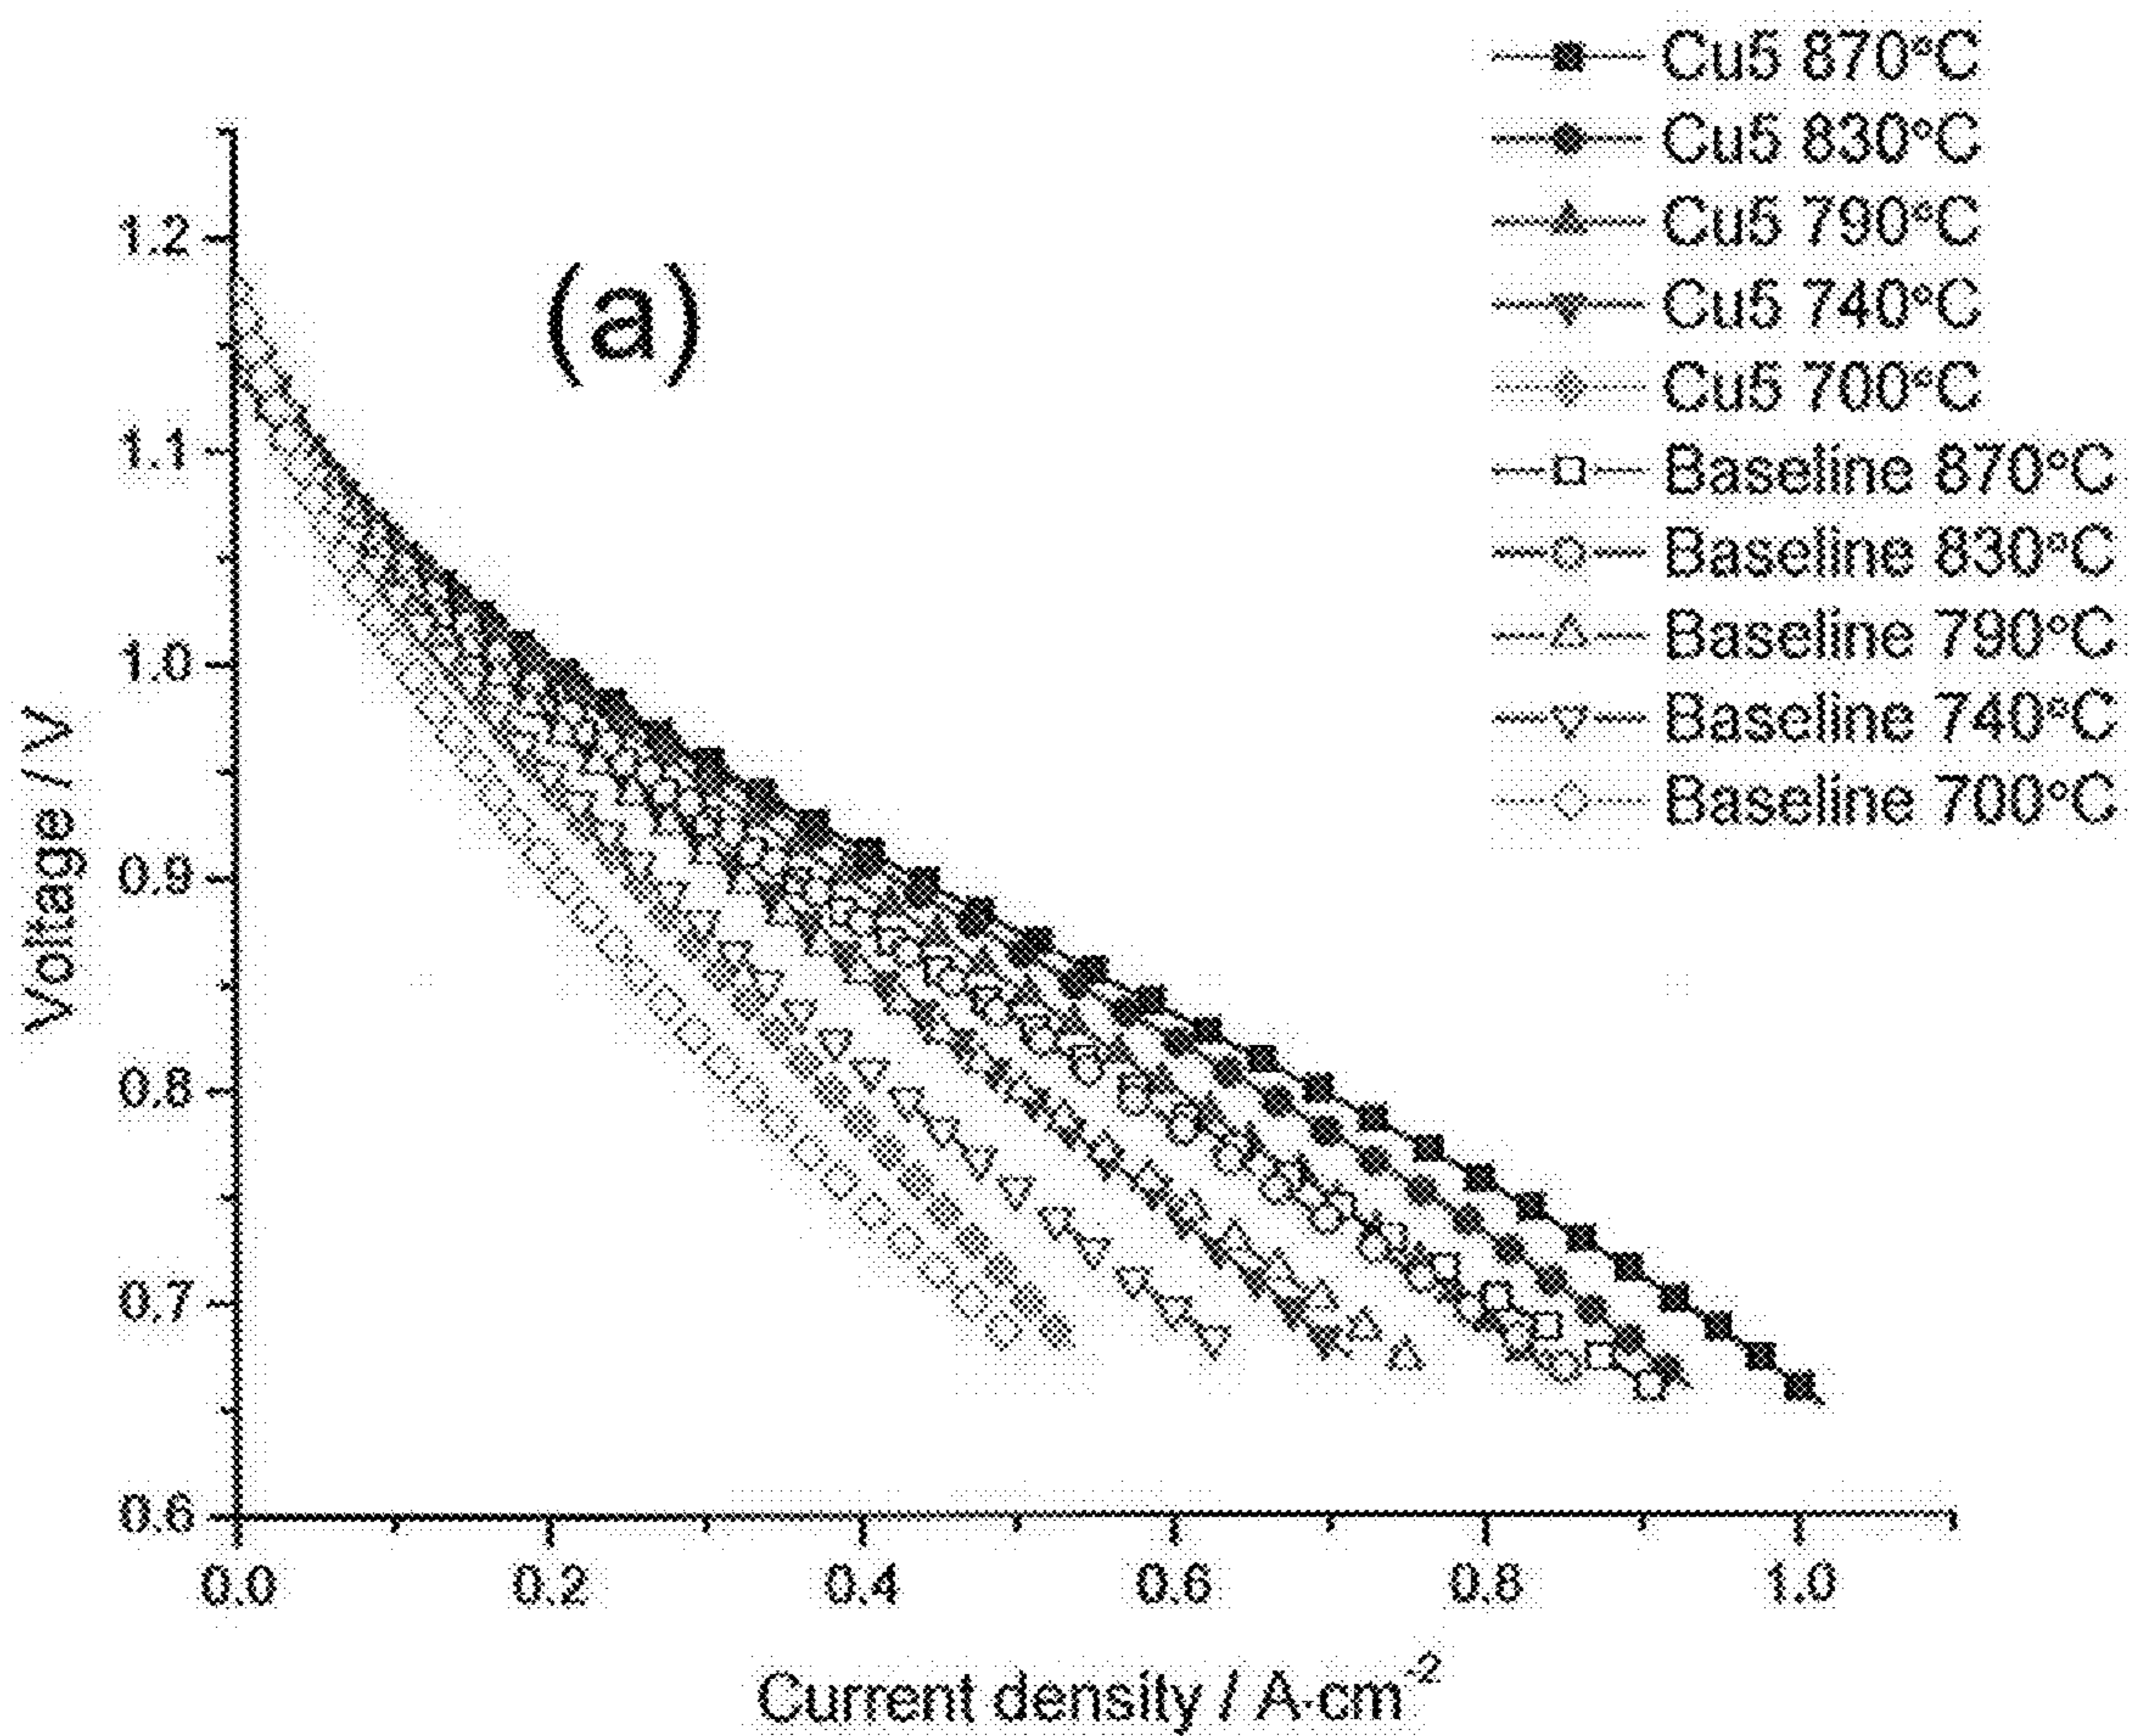 Cu5 870°C
Cu5 830°C
Cu5 790°C
Cu5 740°C
Cu5 700°C
Baseline 870°C
Baseline 830°C
Baseline 790°C
Baseline 740°C
Baseline 700°C
(a)
1.2
1.1
1.0
0.9
0.8
0.7
0.6
Voltage / V
0.0 0.2 0.4 0.6 0.8 1.0
Current density / A·cm⁻²